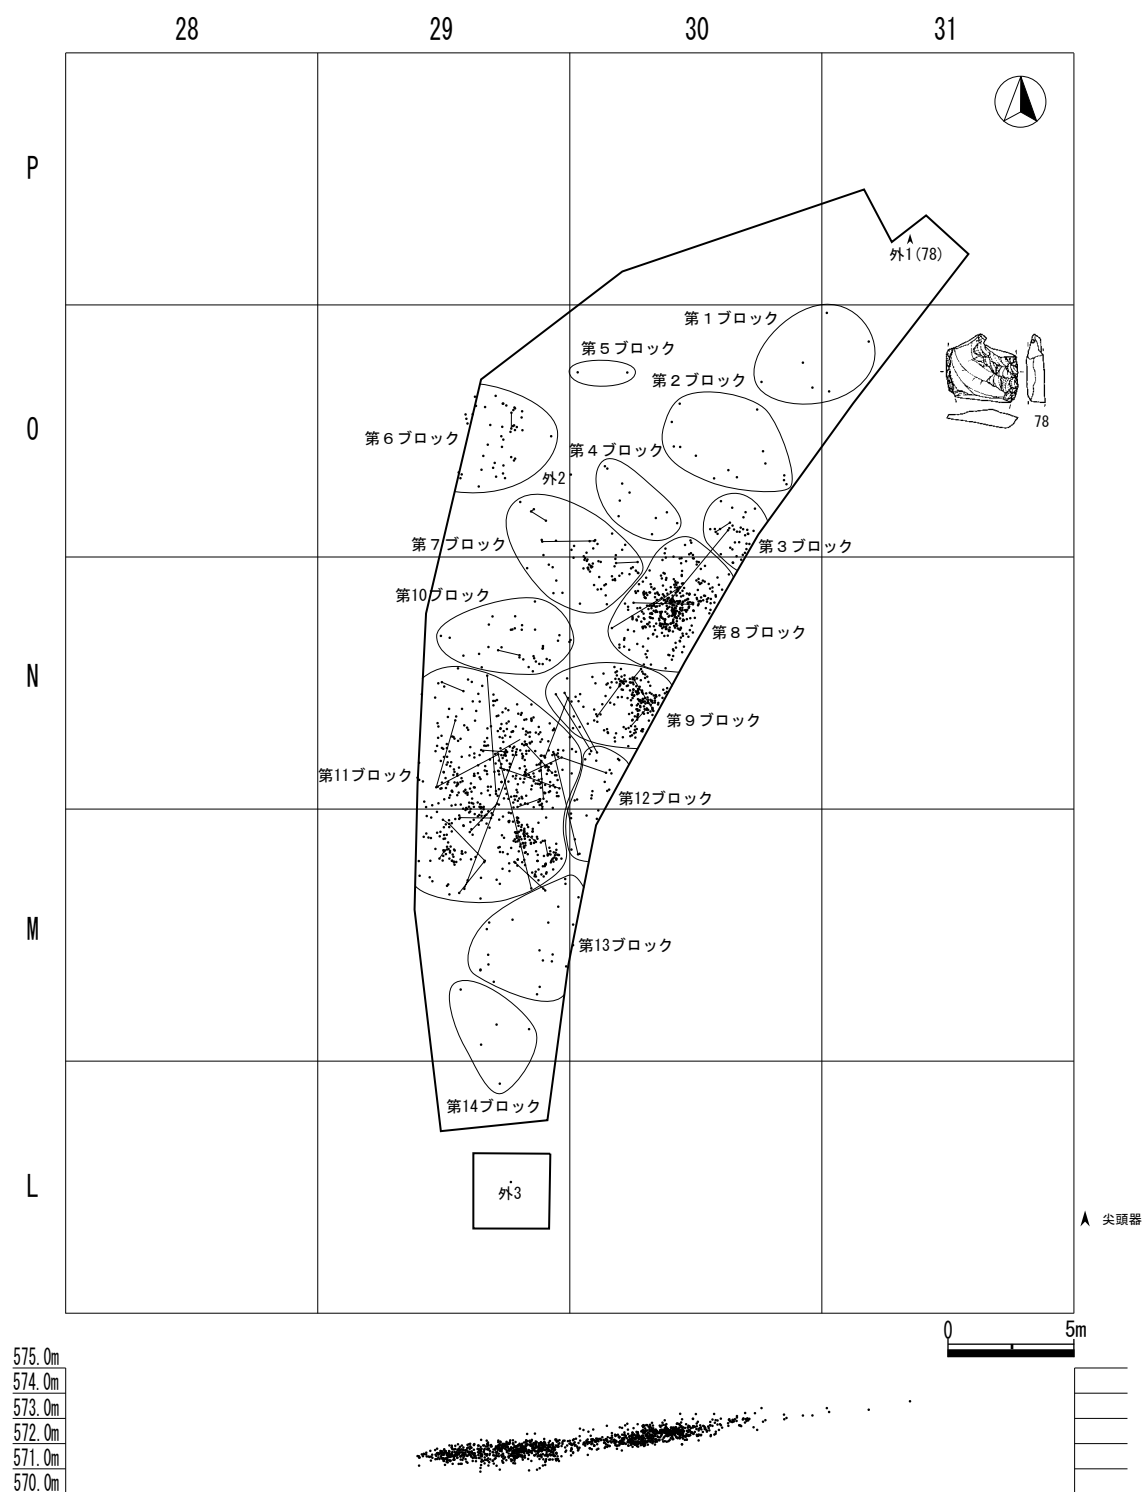 28 29 30 31
P
外1(78)
第１ブロック
第５ブロック
第２ブロック
78
O
第６ブロック
第４ブロック
外2
第７ブロック
第３ブロック
第10ブロック
第８ブロック
N
第９ブロック
第11ブロック
第12ブロック
M
第13ブロック
第14ブロック
L
外3
尖頭器
0 5m
575.0m
574.0m
573.0m
572.0m
571.0m
570.0m